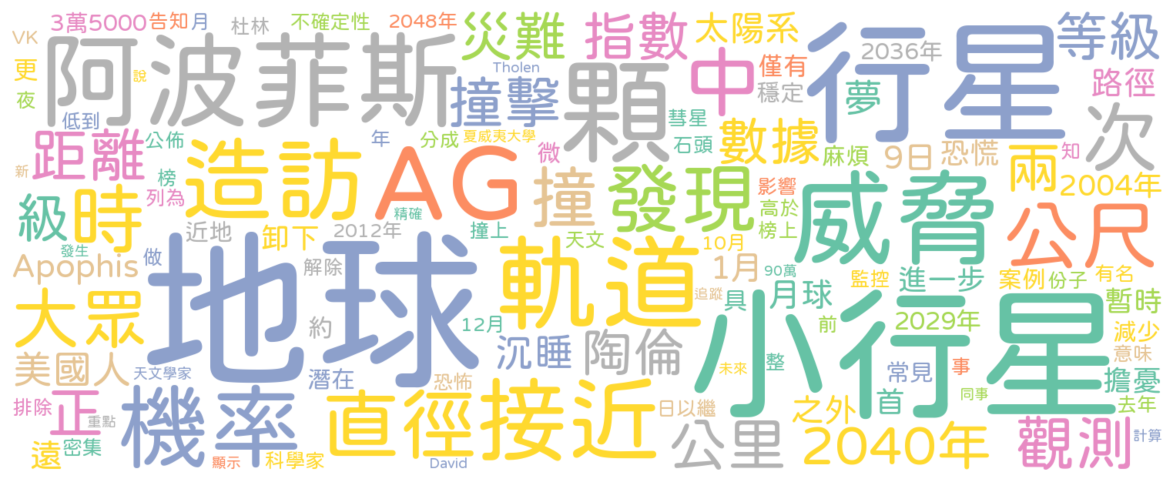 3萬5000 告知 月 杜林 不確定性 2048年 災難 指數 太陽系 等級
VK 更 夜 阿波菲斯 說 Tholen 撞擊 顆 中 僅有 穩定 2036年 夢 行星 路徑
低到 公佈 年 分成 夏威夷大學 彗星 石頭 數據 麻煩 9日 恐慌 兩 知 次
新 距離 榜 列為 造訪 AG 微 撞 發現 影響 高於 榜上 威脅 2004年
級 時 發生 近地 卸下 2012年 精確 撞上 天文 10月 公尺
Apophis 做 地球 解除 軌道 1月 90萬 監控 進一步 案例 份子 有名
大眾 約 12月 追蹤 具 月球 前 2029年 暫時 減少
美國人 天文學家 潛在 沉睡 恐怖 陶倫 未來 小行星 整 常見 事 意味 擔憂
排除 正 重點 機率 直徑 接近 日以繼 之外 首 同事 去年
遠 密集 顯示 科學家 David 公里 2040年 觀測 計算